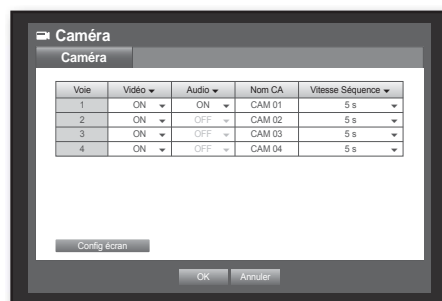 Caméra
Caméra
Voie Vidéo Audio Nom CA Vitesse Séquence
1 ON ON CAM 01 5 s
2 ON OFF CAM 02 5 s
3 ON OFF CAM 03 5 s
4 ON OFF CAM 04 5 s
Config écran
OK Annuler